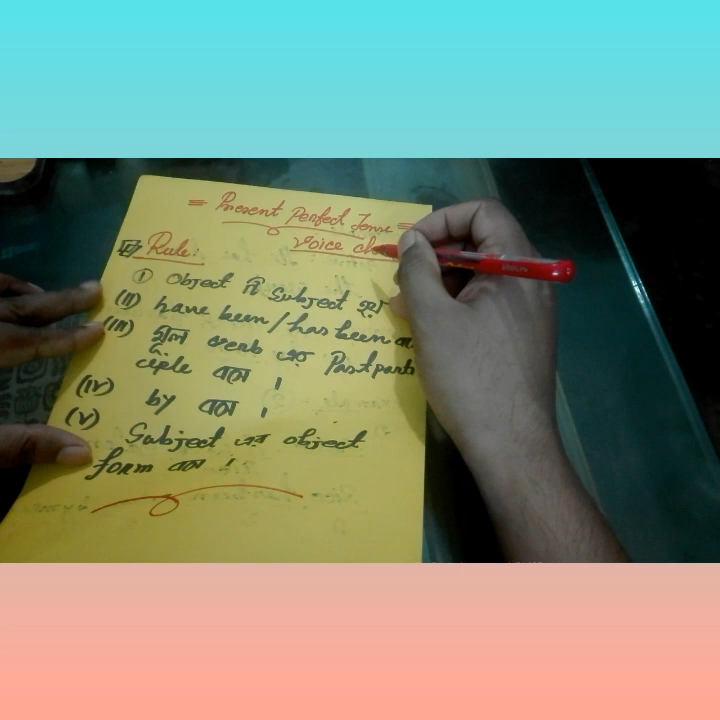 = Present Perfect Tense =
voice
Rule:
(i) Object টি Subject হয়
(ii) have been/has been
(iii) মূল verb এর Past parti
ciple বসে ।
(iv) by বসে ।
(v) Subject এর object
form বসে ।